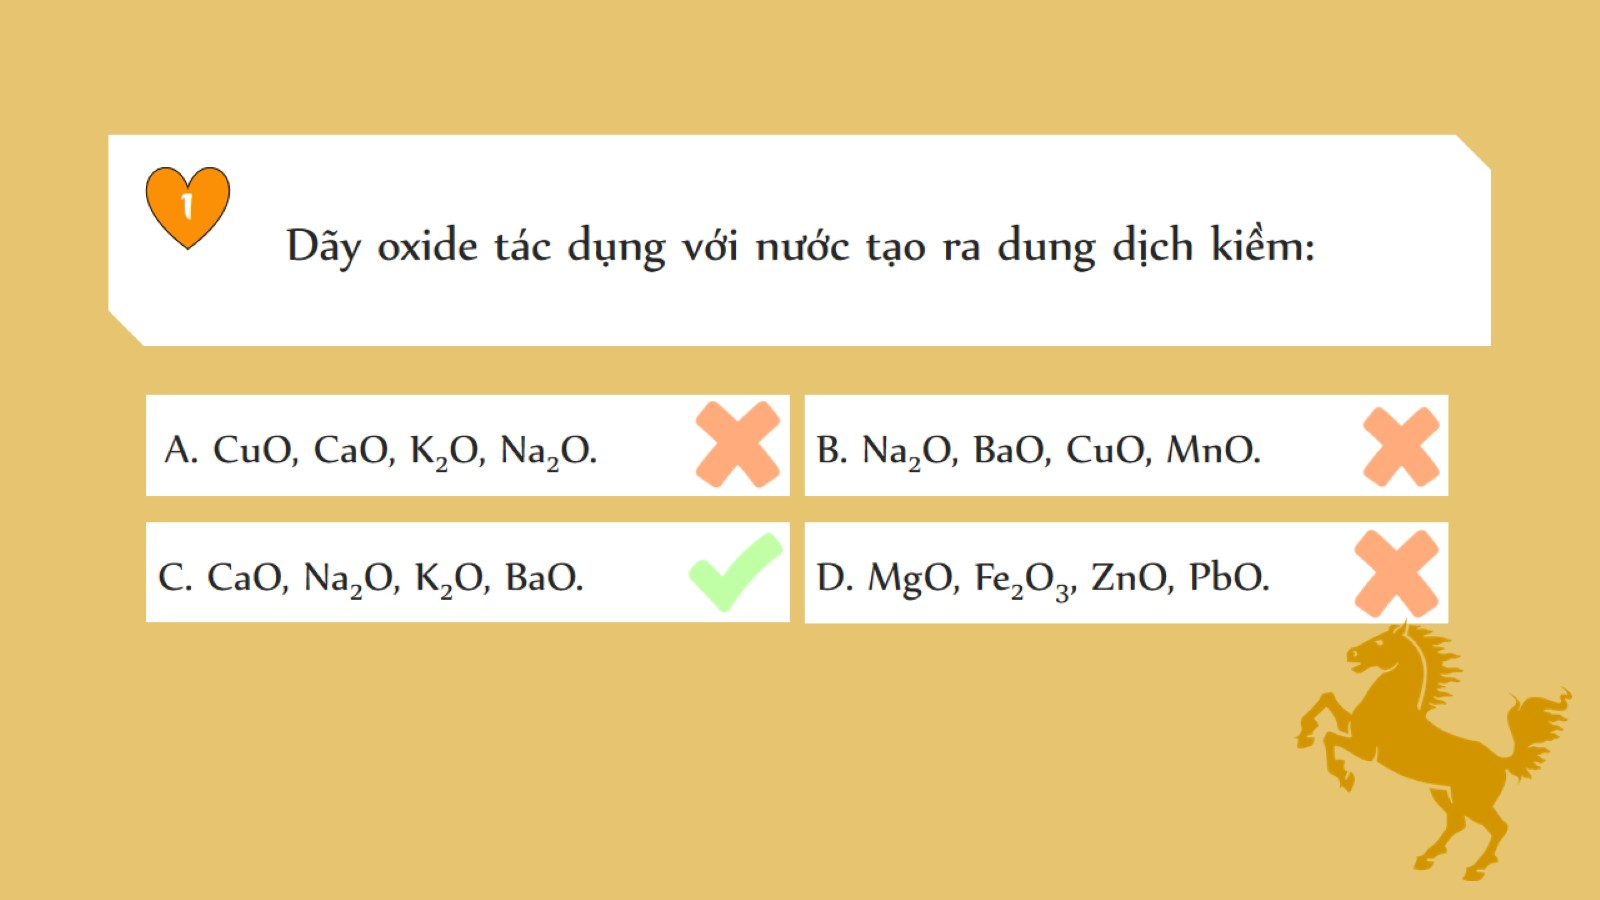 1
Dãy oxide tác dụng với nước tạo ra dung dịch kiềm:
A. CuO, CaO, K₂O, Na₂O.
B. Na₂O, BaO, CuO, MnO.
C. CaO, Na₂O, K₂O, BaO.
D. MgO, Fe₂O₃, ZnO, PbO.